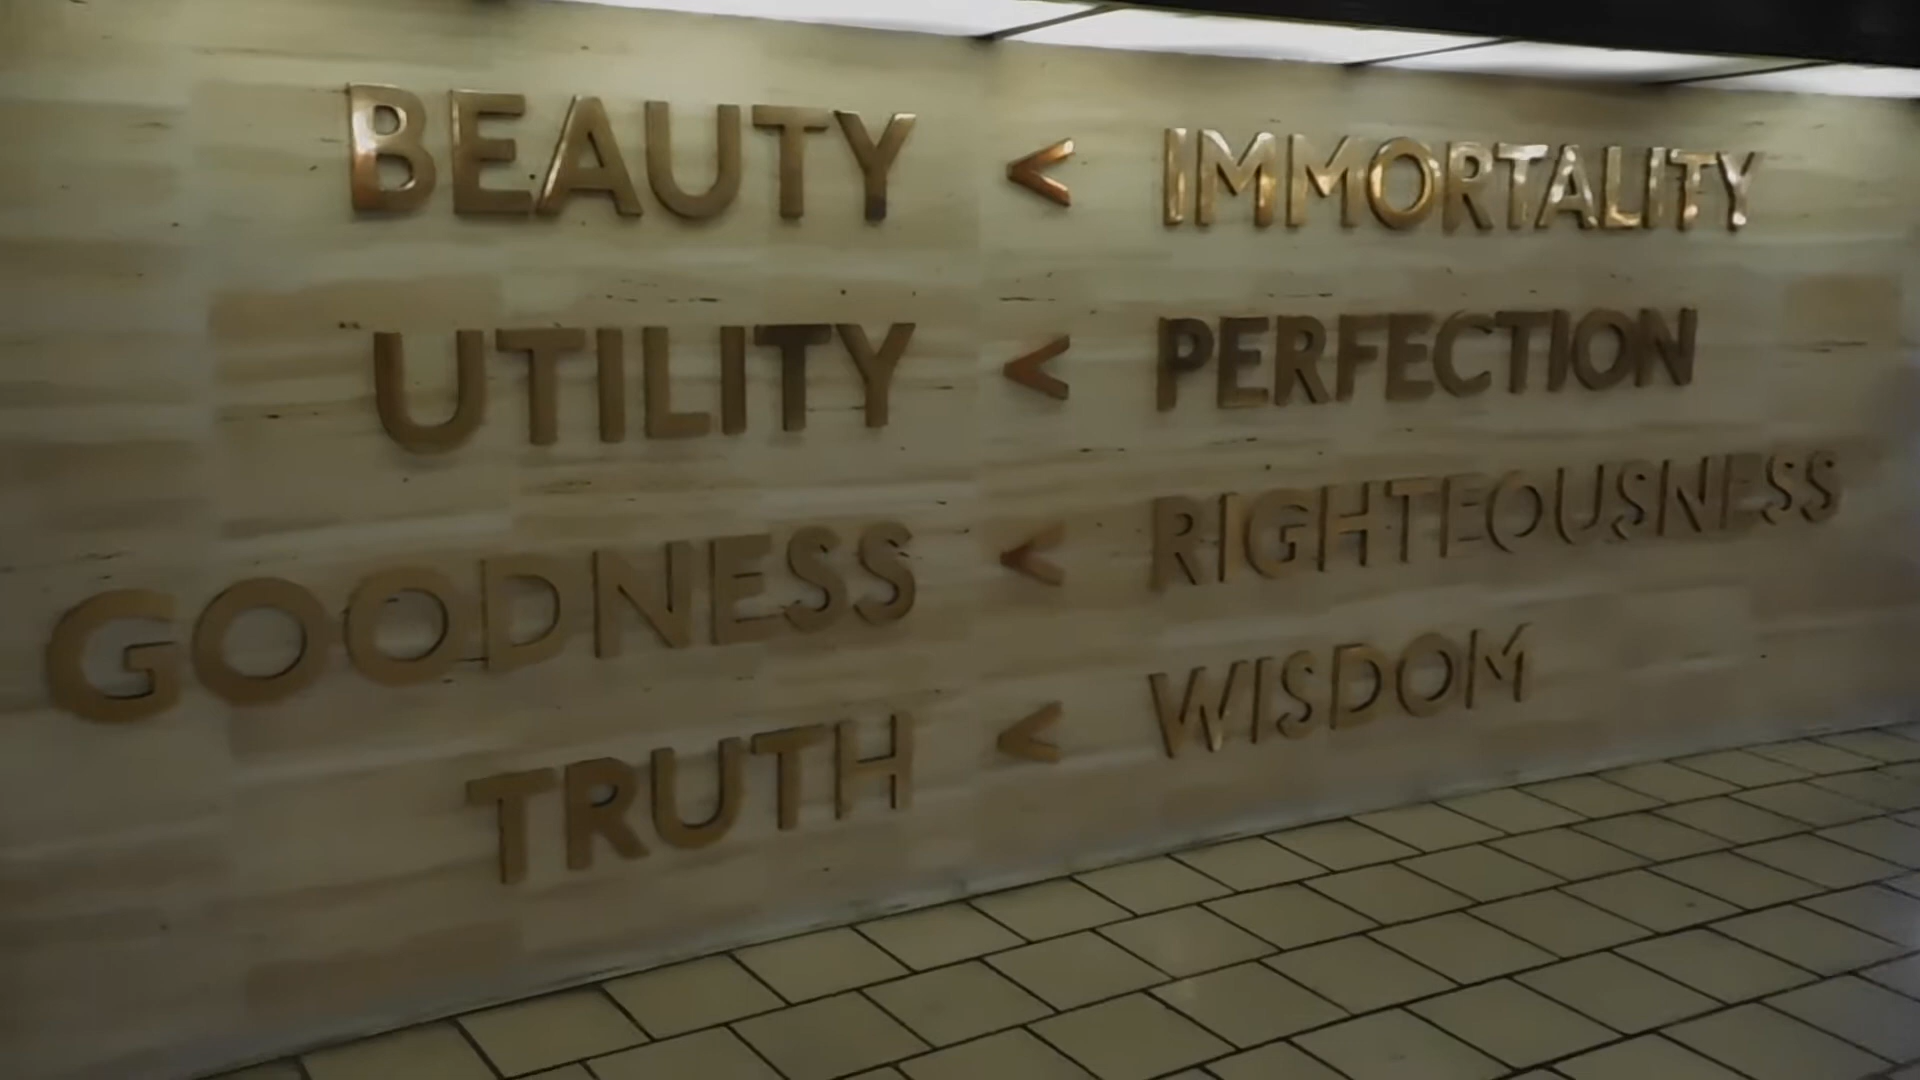 BEAUTY < IMMORTALITY
UTILITY < PERFECTION
GOODNESS < RIGHTEOUSNESS
TRUTH < WISDOM